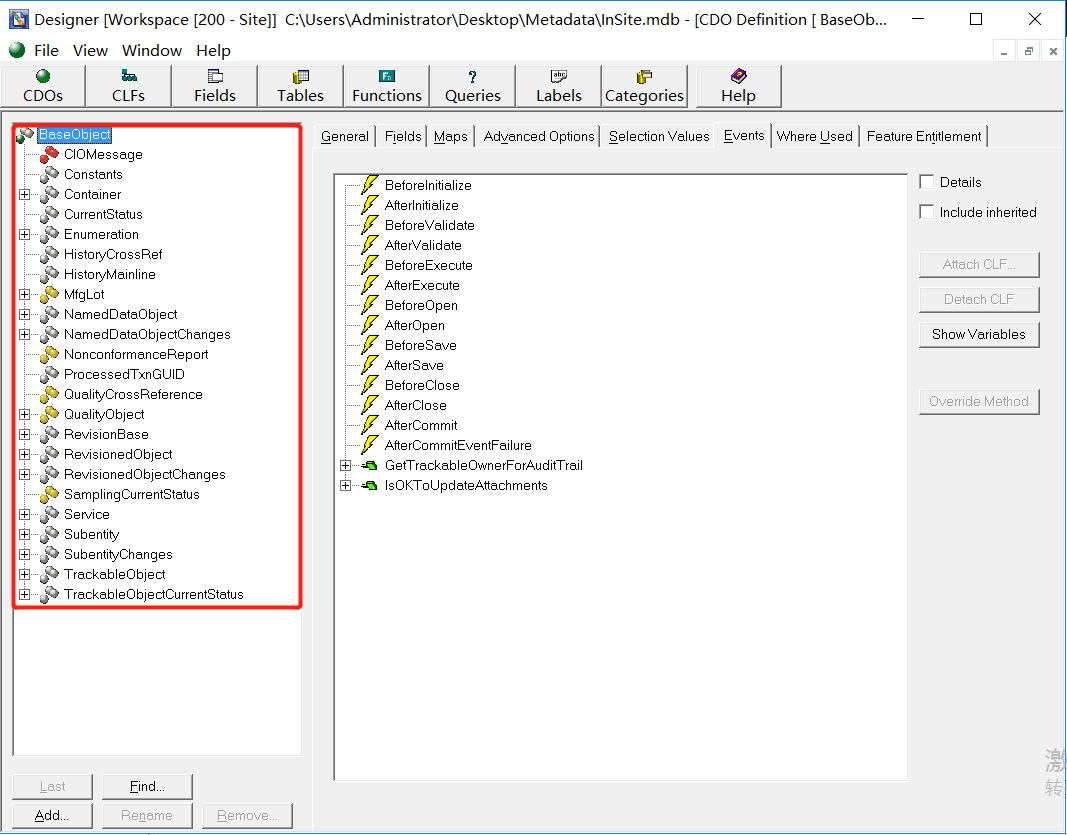 Designer [Workspace [200 - Site]] C:\Users\Administrator\Desktop\Metadata\InSite.mdb - [CDO Definition [ BaseOb...
File View Window Help
CDOs CLFs Fields Tables Functions Queries Labels Categories Help
BaseObject
CIOMessage
Constants
Container
CurrentStatus
Enumeration
HistoryCrossRef
HistoryMainline
MfgLot
NamedDataObject
NamedDataObjectChanges
NonconformanceReport
ProcessedTxnGUID
QualityCrossReference
QualityObject
RevisionBase
RevisionedObject
RevisionedObjectChanges
SamplingCurrentStatus
Service
Subentity
SubentityChanges
TrackableObject
TrackableObjectCurrentStatus
Last Find...
Add... Rename Remove...
General Fields Maps Advanced Options Selection Values Events Where Used Feature Entitlement
BeforeInitialize
AfterInitialize
BeforeValidate
AfterValidate
BeforeExecute
AfterExecute
BeforeOpen
AfterOpen
BeforeSave
AfterSave
BeforeClose
AfterClose
AfterCommit
AfterCommitEventFailure
GetTrackableOwnerForAuditTrail
IsOKToUpdateAttachments
Details
Include inherited
Attach CLF...
Detach CLF
Show Variables
Override Method
激
转